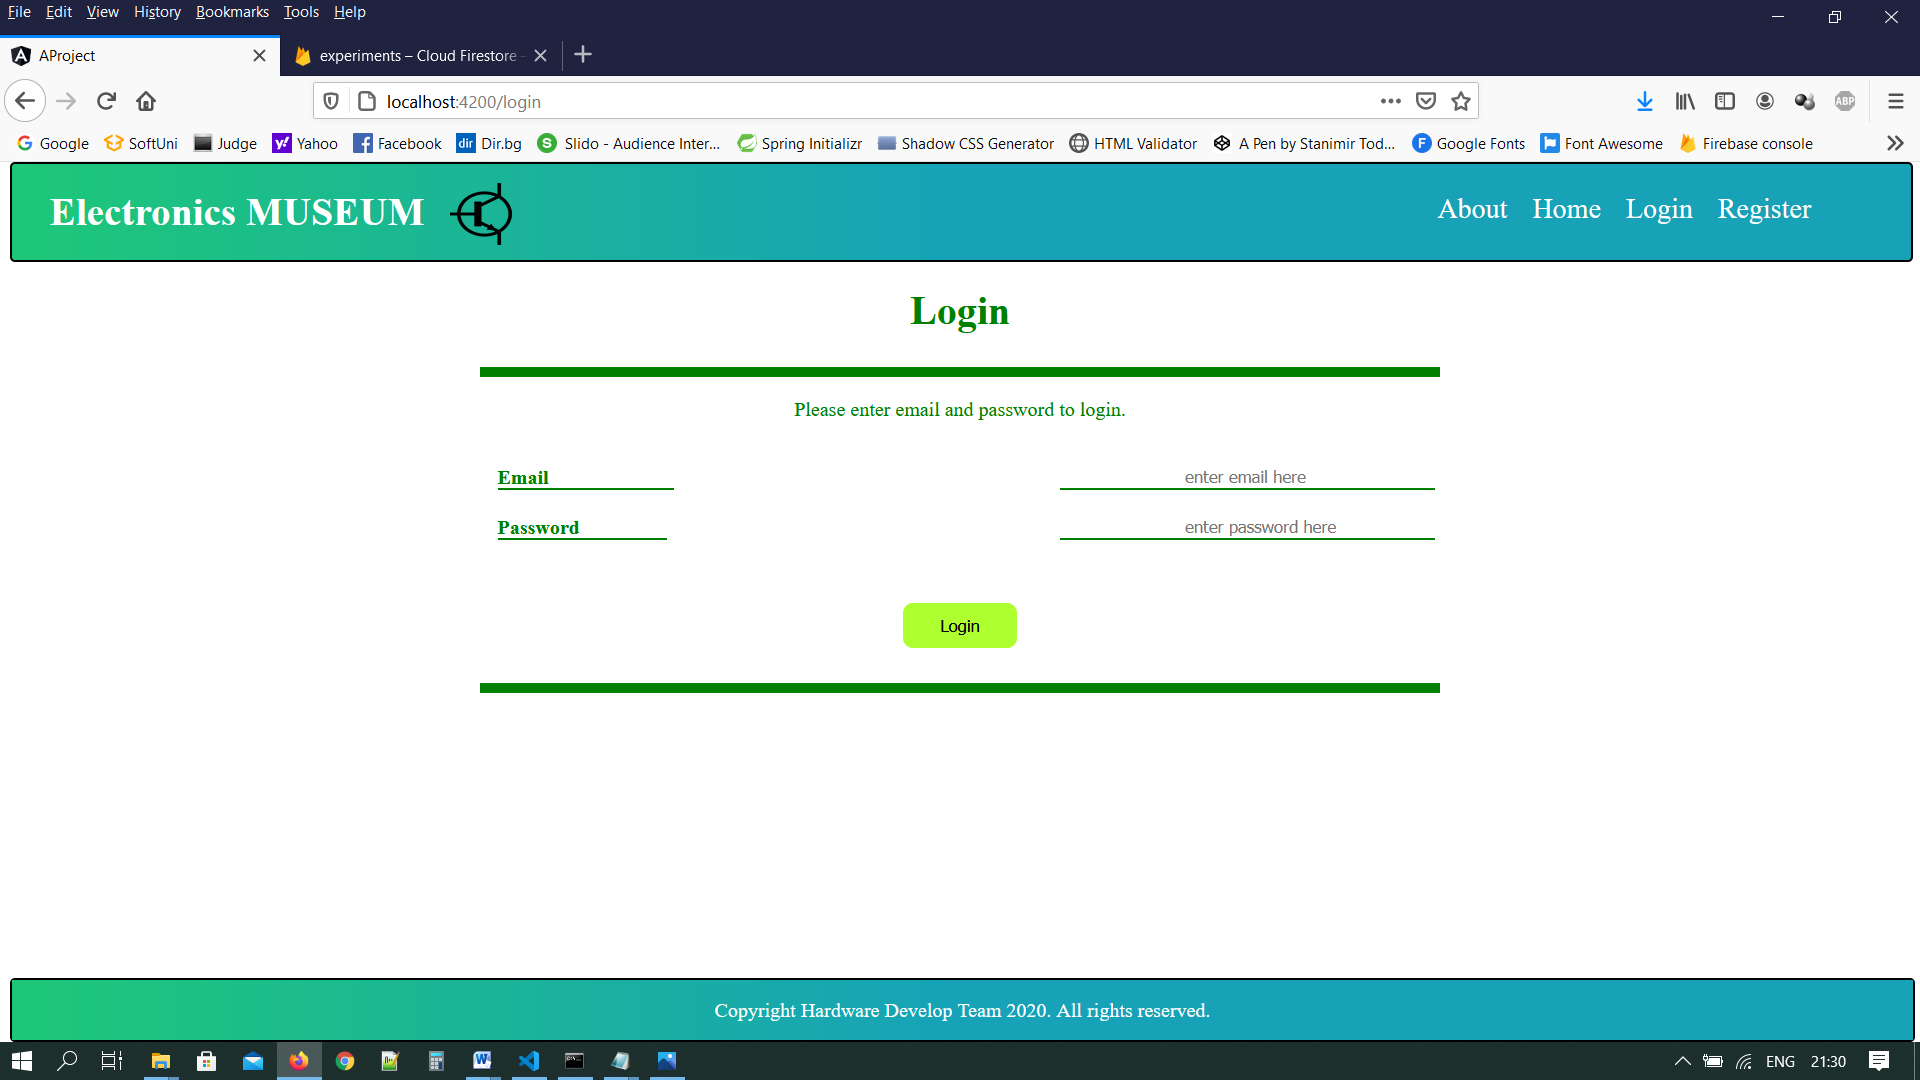 File Edit View History Bookmarks Tools Help
AProject
experiments – Cloud Firestore -
localhost:4200/login
ABP
Google SoftUni Judge Yahoo Facebook dir Dir.bg S Slido - Audience Inter... Spring Initializr Shadow CSS Generator HTML Validator A Pen by Stanimir Tod... F Google Fonts Font Awesome Firebase console
Electronics MUSEUM
About Home Login Register
Login
Please enter email and password to login.
Email enter email here
Password enter password here
Login
Copyright Hardware Develop Team 2020. All rights reserved.
ENG 21:30